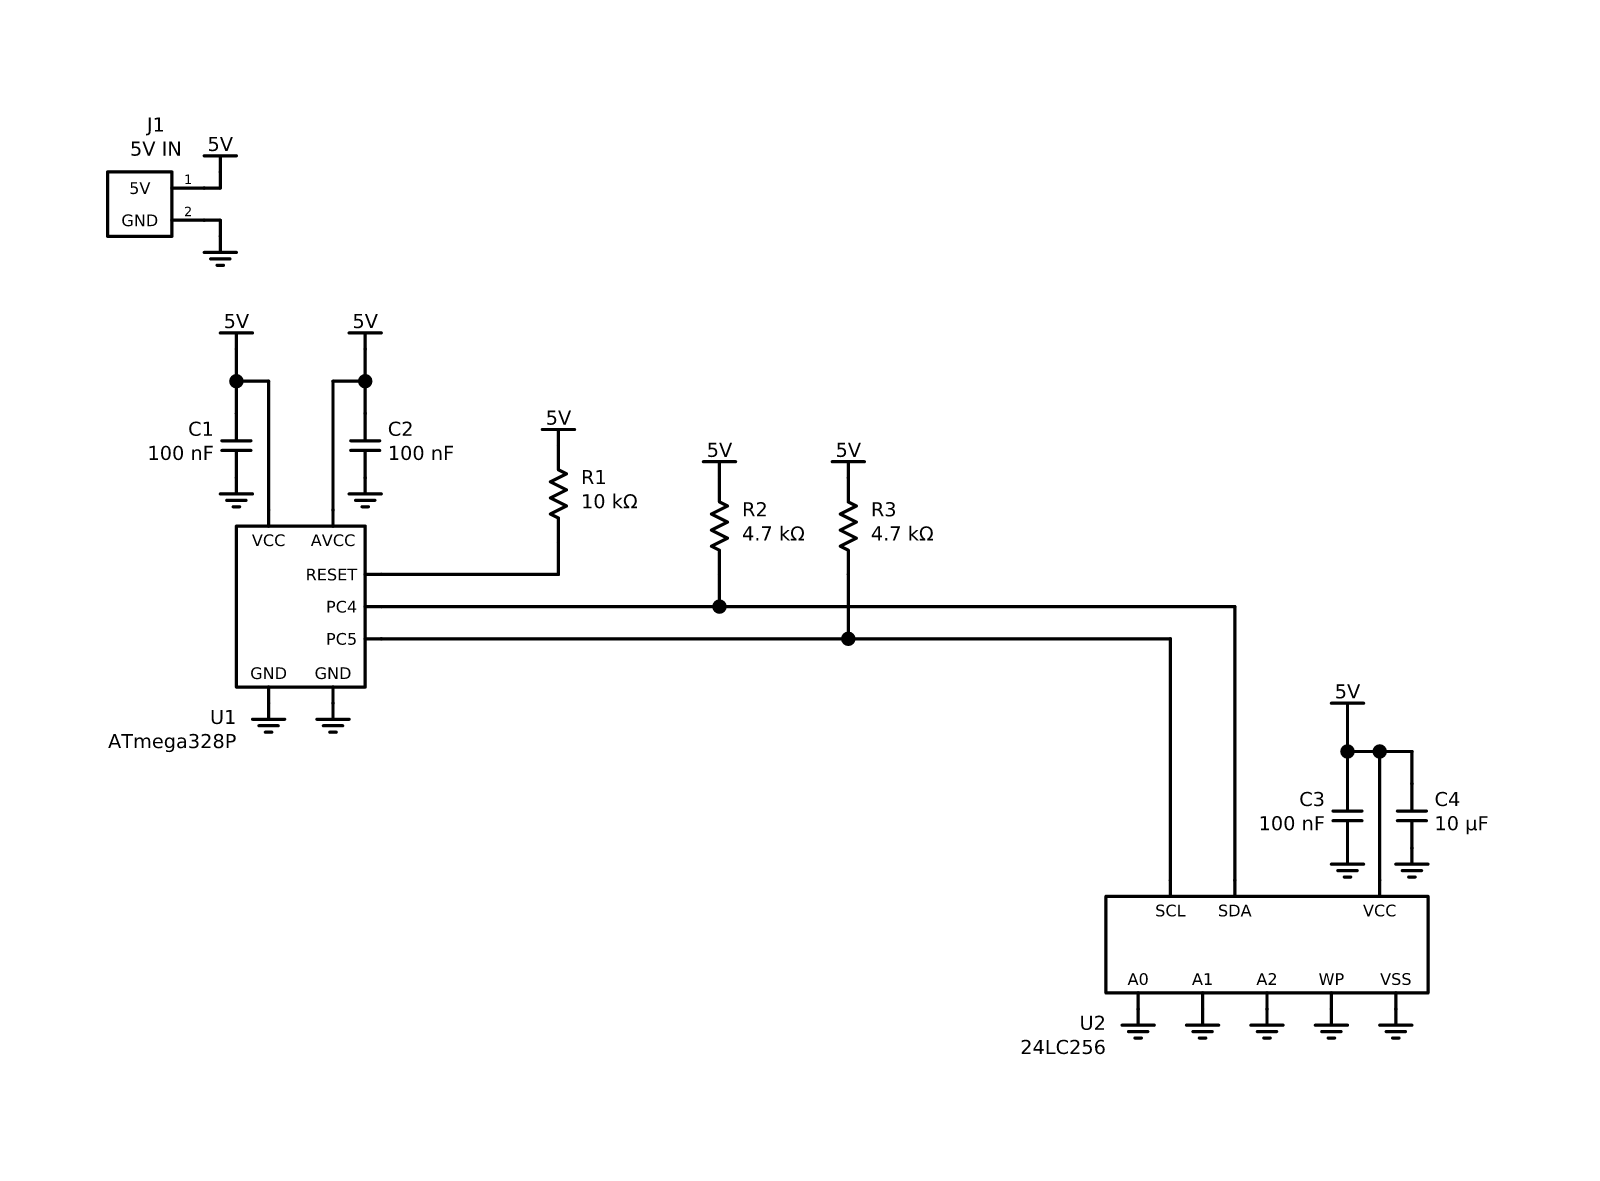 J1
5V IN
5V
1
5V
2
GND
5V
5V
C1
100 nF
C2
100 nF
5V
R1
10 kΩ
5V
R2
4.7 kΩ
5V
R3
4.7 kΩ
VCC
AVCC
RESET
PC4
PC5
GND
GND
U1
ATmega328P
5V
C3
100 nF
C4
10 µF
SCL
SDA
VCC
A0
A1
A2
WP
VSS
U2
24LC256